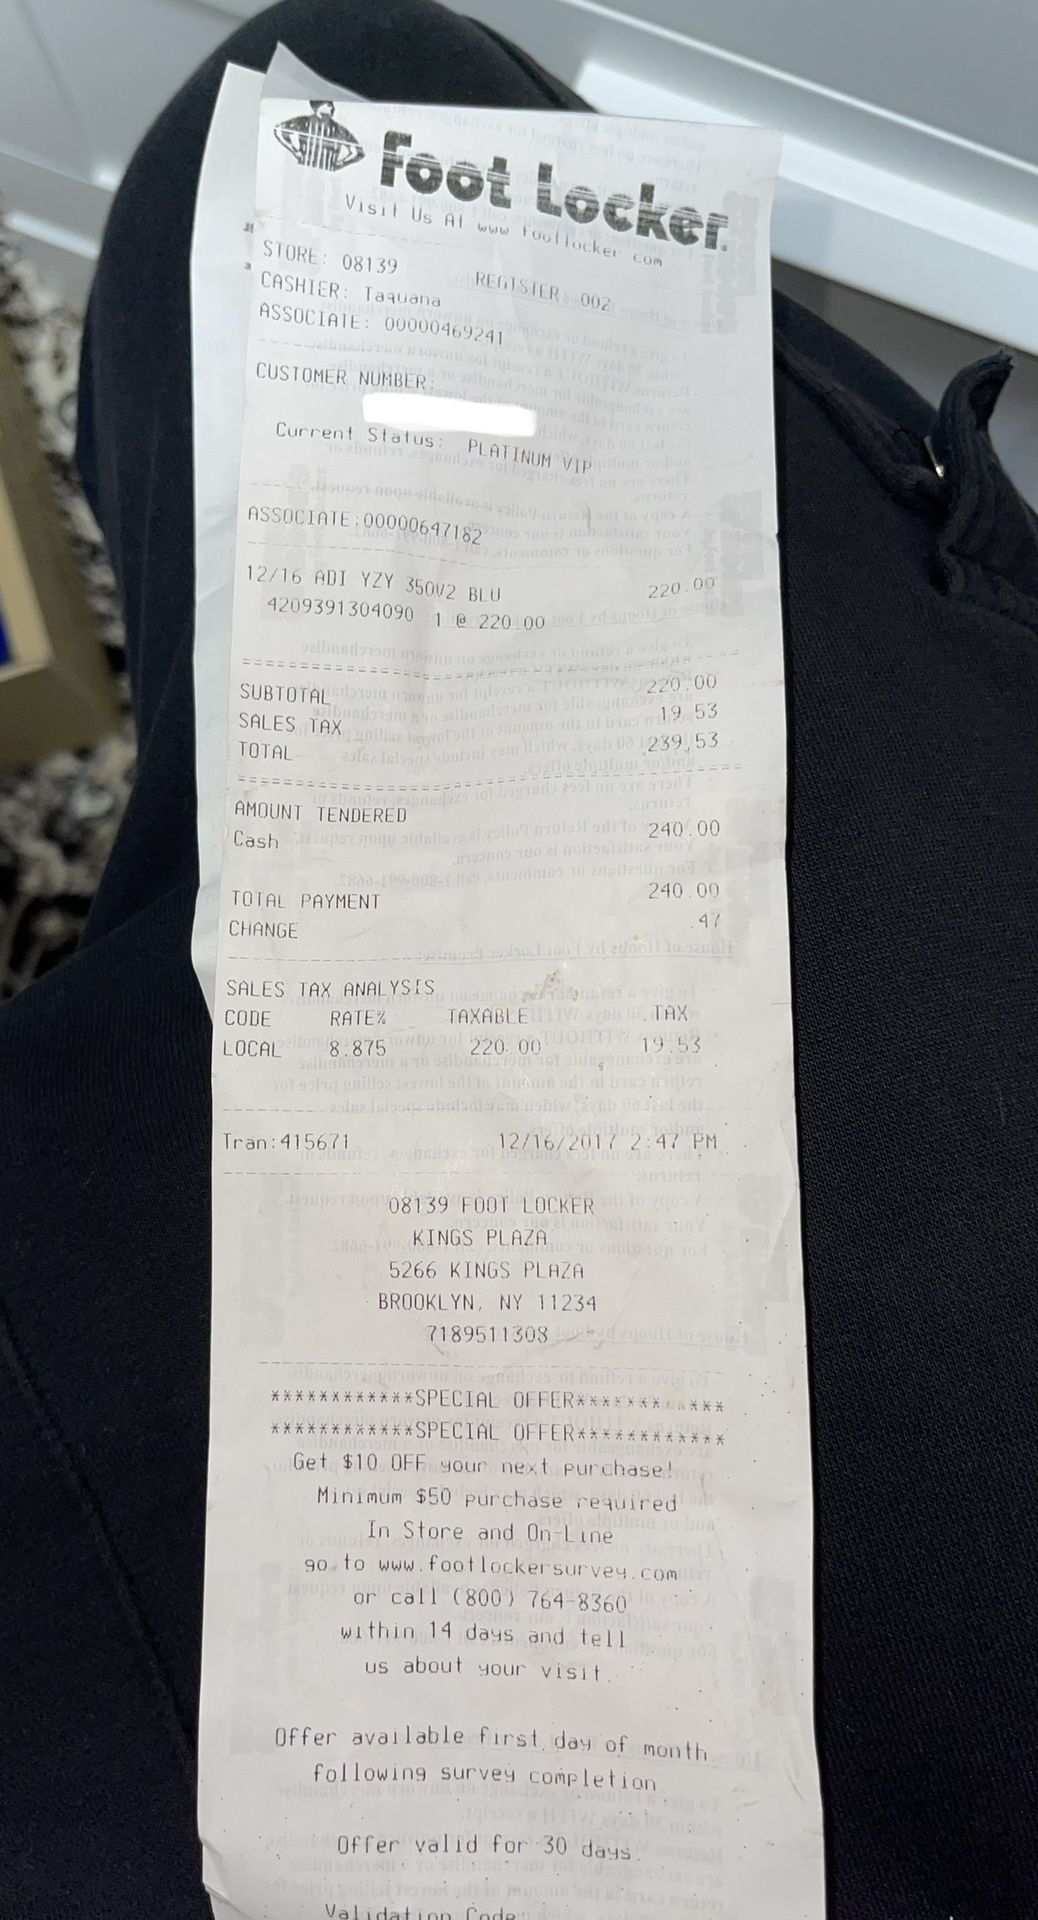 Foot Locker.
Visit Us At www footlocker com
STORE: 08139 REGISTER: 002
CASHIER: Taquana
ASSOCIATE: 00000469241
CUSTOMER NUMBER:
Current Status: PLATINUM VIP
ASSOCIATE:00000647182
12/16 ADI YZY 350V2 BLU 220.00
4209391304090 1 @ 220.00
SUBTOTAL 220.00
SALES TAX 19.53
TOTAL 239.53
AMOUNT TENDERED
Cash 240.00
TOTAL PAYMENT 240.00
CHANGE .47
SALES TAX ANALYSIS
CODE RATE% TAXABLE TAX
LOCAL 8.875 220.00 19.53
Tran:415671 12/16/2017 2:47 PM
08139 FOOT LOCKER
KINGS PLAZA
5266 KINGS PLAZA
BROOKLYN, NY 11234
7189511308
************SPECIAL OFFER************
************SPECIAL OFFER************
Get $10 OFF your next purchase!
Minimum $50 purchase required
In Store and On-Line
go to www.footlockersurvey.com
or call (800) 764-8360
within 14 days and tell
us about your visit.
Offer available first day of month
following survey completion
Offer valid for 30 days.
Validation Code: